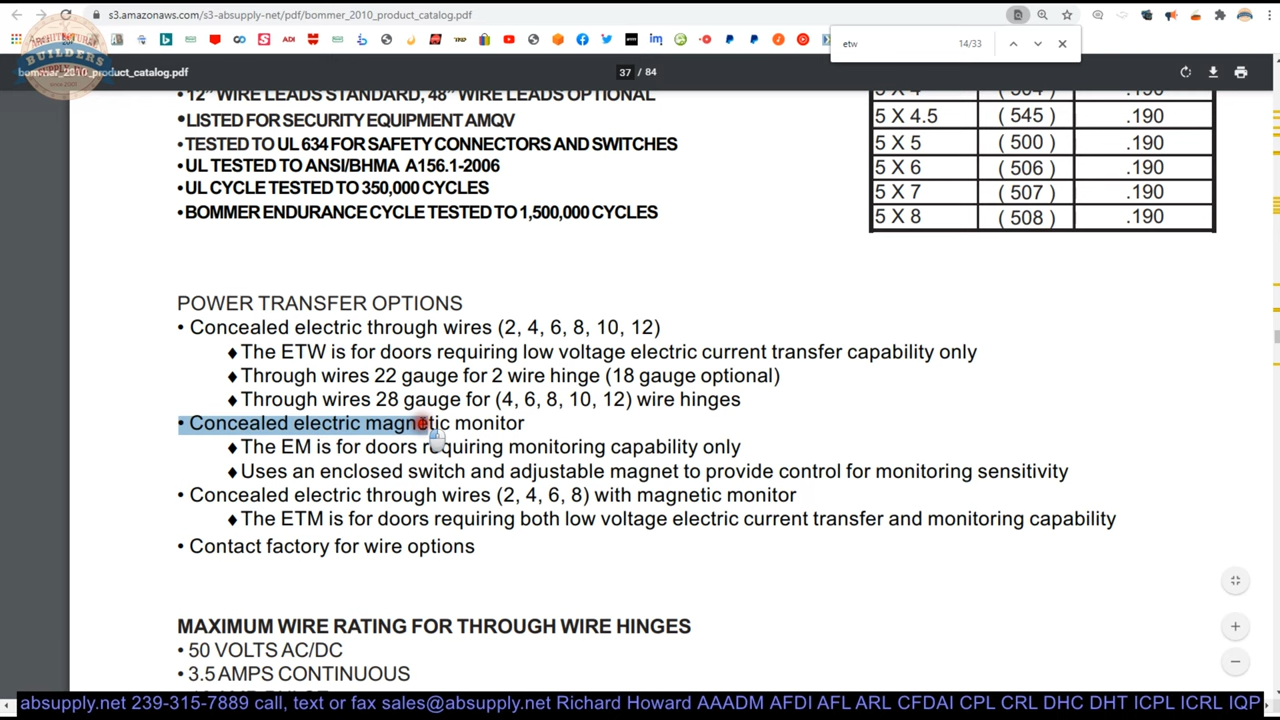 s3.amazonaws.com/s3-absupply-net/pdf/bommer_2010_product_catalog.pdf
etw 14/33
ARCHITECTURAL
BUILDERS
bommer_2010_product_catalog.pdf
37 / 84
•12" WIRE LEADS STANDARD, 48" WIRE LEADS OPTIONAL
•LISTED FOR SECURITY EQUIPMENT AMQV
•TESTED TO UL 634 FOR SAFETY CONNECTORS AND SWITCHES
•UL TESTED TO ANSI/BHMA A156.1-2006
•UL CYCLE TESTED TO 350,000 CYCLES
•BOMMER ENDURANCE CYCLE TESTED TO 1,500,000 CYCLES
5 X 4.5 ( 545 ) .190
5 X 5 ( 500 ) .190
5 X 6 ( 506 ) .190
5 X 7 ( 507 ) .190
5 X 8 ( 508 ) .190
POWER TRANSFER OPTIONS
• Concealed electric through wires (2, 4, 6, 8, 10, 12)
♦The ETW is for doors requiring low voltage electric current transfer capability only
♦Through wires 22 gauge for 2 wire hinge (18 gauge optional)
♦Through wires 28 gauge for (4, 6, 8, 10, 12) wire hinges
• Concealed electric magnetic monitor
♦The EM is for doors requiring monitoring capability only
♦Uses an enclosed switch and adjustable magnet to provide control for monitoring sensitivity
• Concealed electric through wires (2, 4, 6, 8) with magnetic monitor
♦The ETM is for doors requiring both low voltage electric current transfer and monitoring capability
• Contact factory for wire options
MAXIMUM WIRE RATING FOR THROUGH WIRE HINGES
• 50 VOLTS AC/DC
• 3.5 AMPS CONTINUOUS
absupply.net 239-315-7889 call, text or fax sales@absupply.net Richard Howard AAADM AFDI AFL ARL CFDAI CPL CRL DHC DHT ICPL ICRL IQP